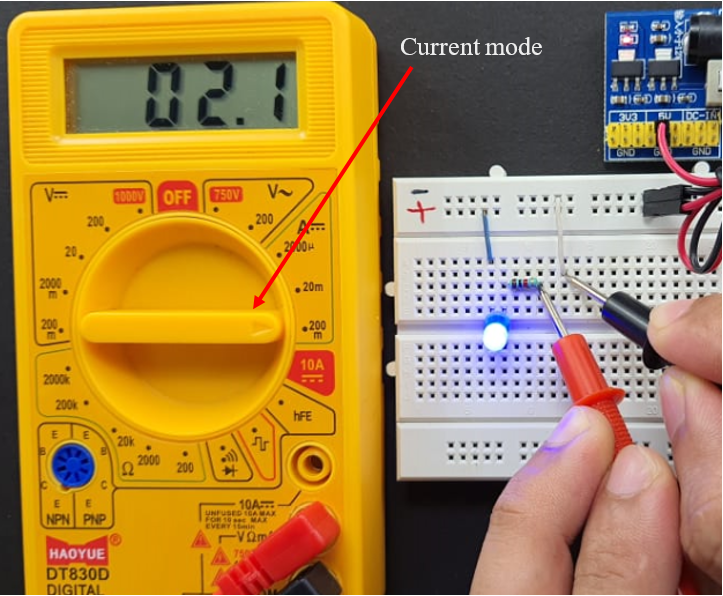 Current mode
02.1
OFF
V⎓
1000V
750V
V~
200
200
A⎓
2000µ
20
20m
2000
m
200
m
200
m
10A
2000k
200k
hFE
20k
2000
200
Ω
E
E
B
B
C
C
E
E
NPN
PNP
10A⎓
UNFUSED 10A MAX
FOR 10 sec MAX
EVERY 15min
VΩm
HAOYUE®
DT830D
DIGITAL
3V3
5V
DC-IN
GND
GND
GND
-
+